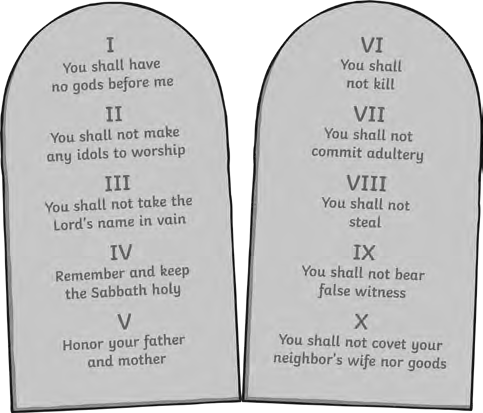 I
You shall have
no gods before me
II
You shall not make
any idols to worship
III
You shall not take the
Lord's name in vain
IV
Remember and keep
the Sabbath holy
V
Honor your father
and mother
VI
You shall
not kill
VII
You shall not
commit adultery
VIII
You shall not
steal
IX
You shall not bear
false witness
X
You shall not covet your
neighbor's wife nor goods